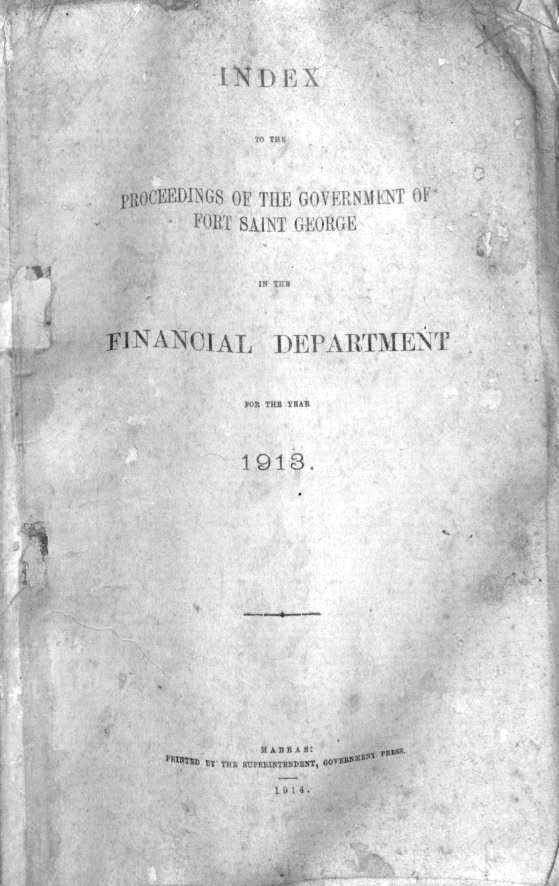 INDEX
TO THE
PROCEEDINGS OF THE GOVERNMENT OF
FORT SAINT GEORGE
IN THE
FINANCIAL DEPARTMENT
FOR THE YEAR
1913.
MADRAS:
PRINTED BY THE SUPERINTENDENT, GOVERNMENT PRESS.
1914.